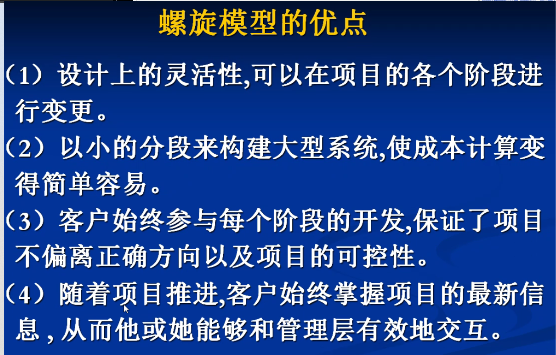 螺旋模型的优点
（1）设计上的灵活性,可以在项目的各个阶段进
行变更。
（2）以小的分段来构建大型系统,使成本计算变
得简单容易。
（3）客户始终参与每个阶段的开发,保证了项目
不偏离正确方向以及项目的可控性。
（4）随着项目推进,客户始终掌握项目的最新信
息 , 从而他或她能够和管理层有效地交互。